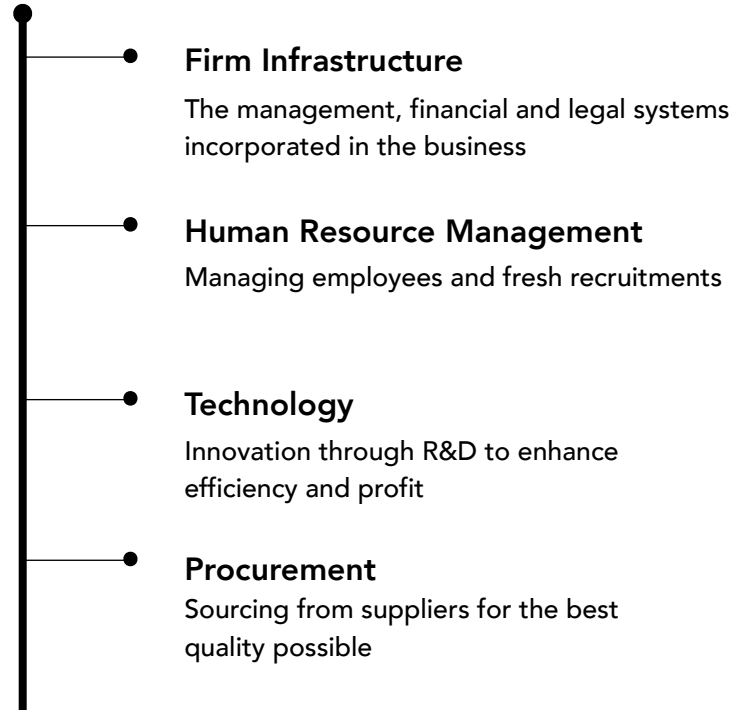 Firm Infrastructure
The management, financial and legal systems
incorporated in the business
Human Resource Management
Managing employees and fresh recruitments
Technology
Innovation through R&D to enhance
efficiency and profit
Procurement
Sourcing from suppliers for the best
quality possible